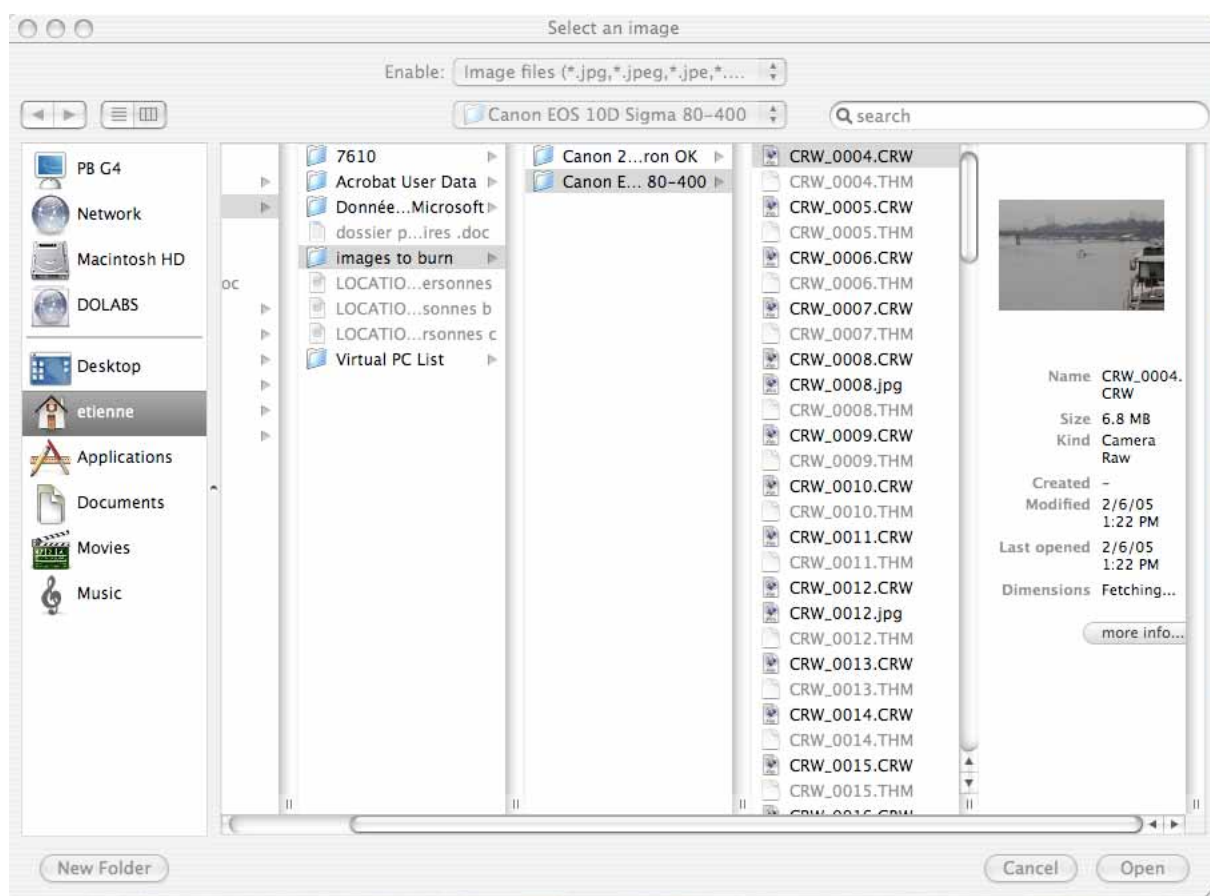 Select an image
Enable: Image files (*.jpg,*.jpeg,*.jpe,*....
Canon EOS 10D Sigma 80-400
search
PB G4
Network
Macintosh HD
DOLABS
Desktop
etienne
Applications
Documents
Movies
Music
oc
7610
Acrobat User Data
Donnée...Microsoft
dossier p...ires .doc
images to burn
LOCATIO...ersonnes
LOCATIO...sonnes b
LOCATIO...rsonnes c
Virtual PC List
Canon 2...ron OK
Canon E... 80-400
CRW_0004.CRW
CRW_0004.THM
CRW_0005.CRW
CRW_0005.THM
CRW_0006.CRW
CRW_0006.THM
CRW_0007.CRW
CRW_0007.THM
CRW_0008.CRW
CRW_0008.jpg
CRW_0008.THM
CRW_0009.CRW
CRW_0009.THM
CRW_0010.CRW
CRW_0010.THM
CRW_0011.CRW
CRW_0011.THM
CRW_0012.CRW
CRW_0012.jpg
CRW_0012.THM
CRW_0013.CRW
CRW_0013.THM
CRW_0014.CRW
CRW_0014.THM
CRW_0015.CRW
CRW_0015.THM
Name CRW_0004.
CRW
Size 6.8 MB
Kind Camera
Raw
Created –
Modified 2/6/05
1:22 PM
Last opened 2/6/05
1:22 PM
Dimensions Fetching...
more info...
New Folder
Cancel
Open